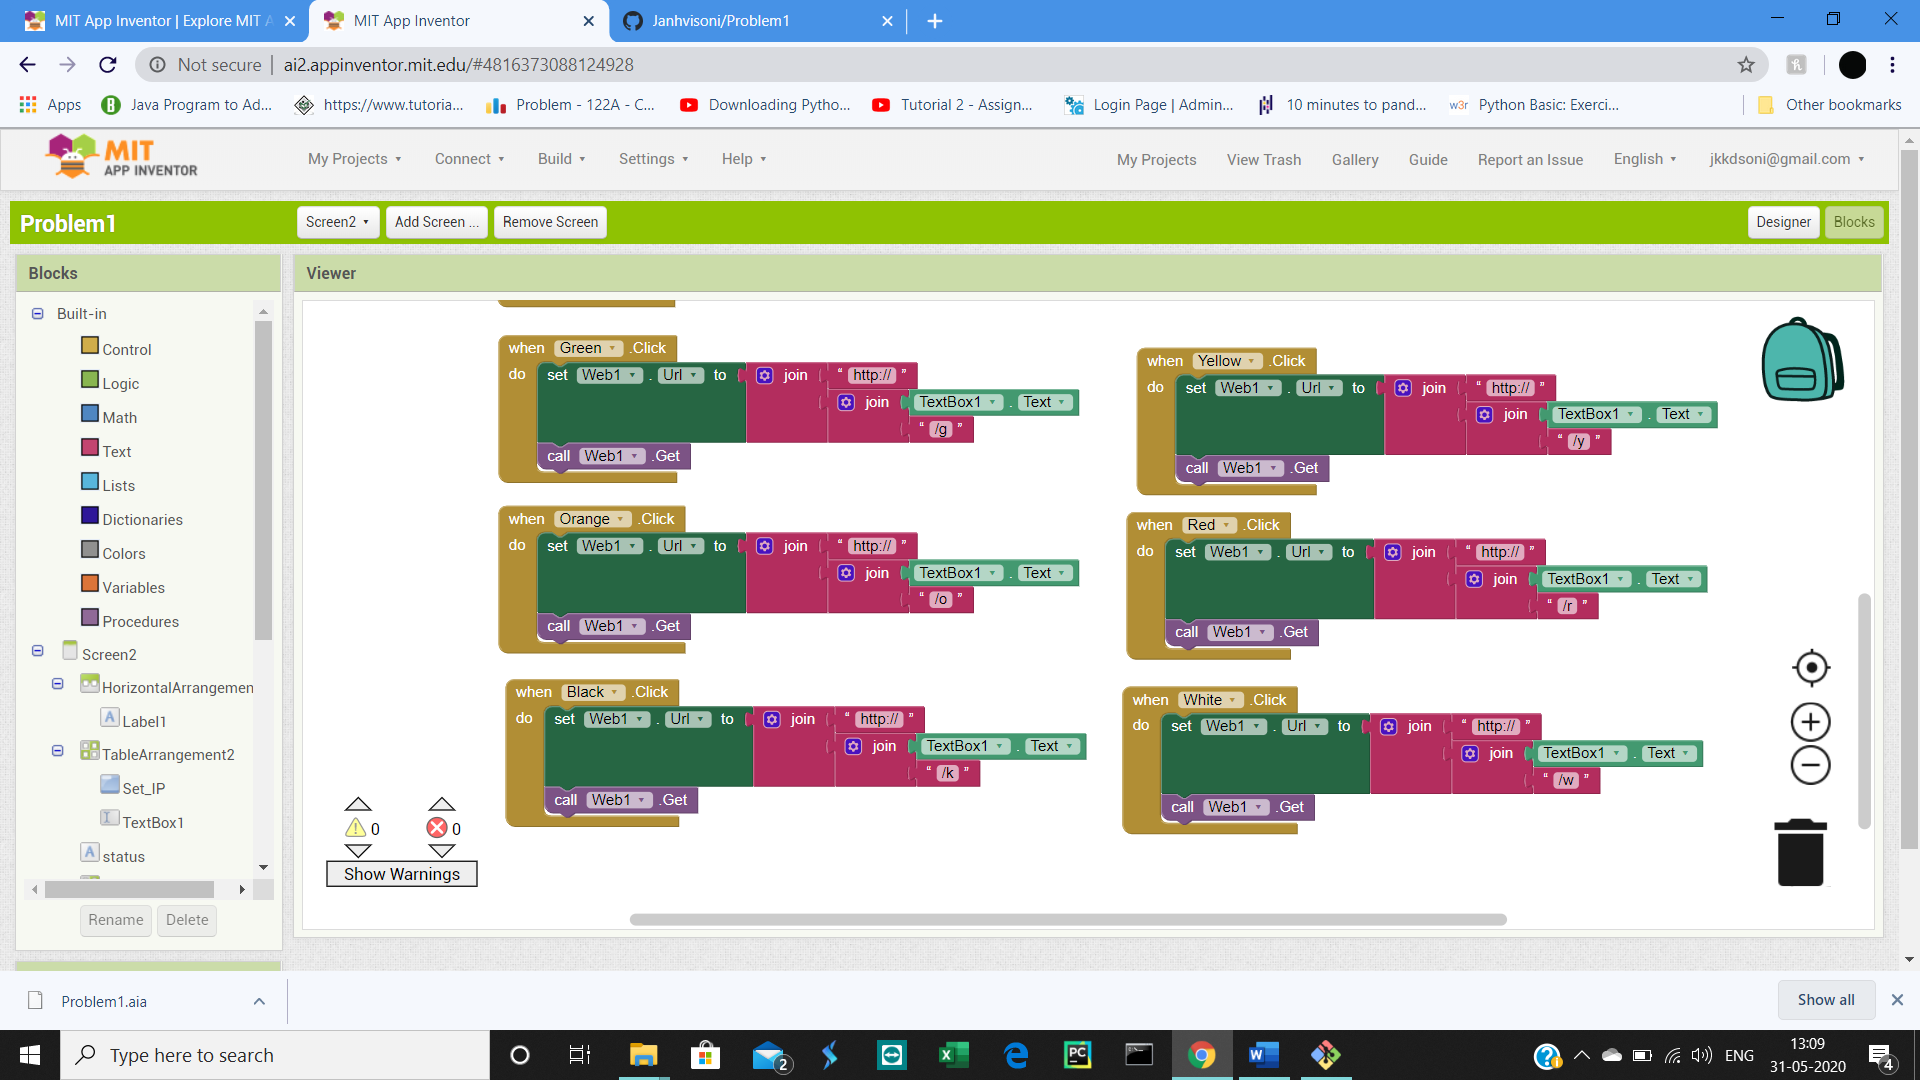 MIT App Inventor | Explore MIT A
MIT App Inventor
Janhvisoni/Problem1
Not secure | ai2.appinventor.mit.edu/#4816373088124928
Apps
Java Program to Ad...
https://www.tutoria...
Problem - 122A - C...
Downloading Pytho...
Tutorial 2 - Assign...
Login Page | Admin...
10 minutes to pand...
w3r Python Basic: Exerci...
Other bookmarks
MIT
APP INVENTOR
My Projects Connect Build Settings Help
My Projects View Trash Gallery Guide Report an Issue English jkkdsoni@gmail.com
Problem1
Screen2 Add Screen ... Remove Screen
Designer Blocks
Blocks
Viewer
Built-in
Control
Logic
Math
Text
Lists
Dictionaries
Colors
Variables
Procedures
Screen2
HorizontalArrangemen
Label1
TableArrangement2
Set_IP
TextBox1
status
Rename Delete
when Green .Click
do set Web1 . Url to join “ http:// ”
join TextBox1 . Text
“ /g ”
call Web1 .Get
when Yellow .Click
do set Web1 . Url to join “ http:// ”
join TextBox1 . Text
“ /y ”
call Web1 .Get
when Orange .Click
do set Web1 . Url to join “ http:// ”
join TextBox1 . Text
“ /o ”
call Web1 .Get
when Red .Click
do set Web1 . Url to join “ http:// ”
join TextBox1 . Text
“ /r ”
call Web1 .Get
when Black .Click
do set Web1 . Url to join “ http:// ”
join TextBox1 . Text
“ /k ”
call Web1 .Get
when White .Click
do set Web1 . Url to join “ http:// ”
join TextBox1 . Text
“ /w ”
call Web1 .Get
0 0
Show Warnings
Problem1.aia
Show all
Type here to search
2
PC
ENG
13:09
31-05-2020
4